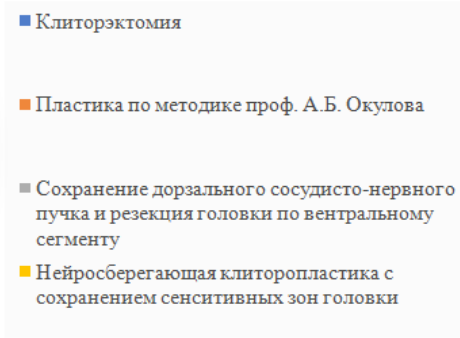 Клиторэктомия
Пластика по методике проф. А.Б. Окулова
Сохранение дорзального сосудисто-нервного
пучка и резекция головки по вентральному
сегменту
Нейросберегающая клиторопластика с
сохранением сенситивных зон головки